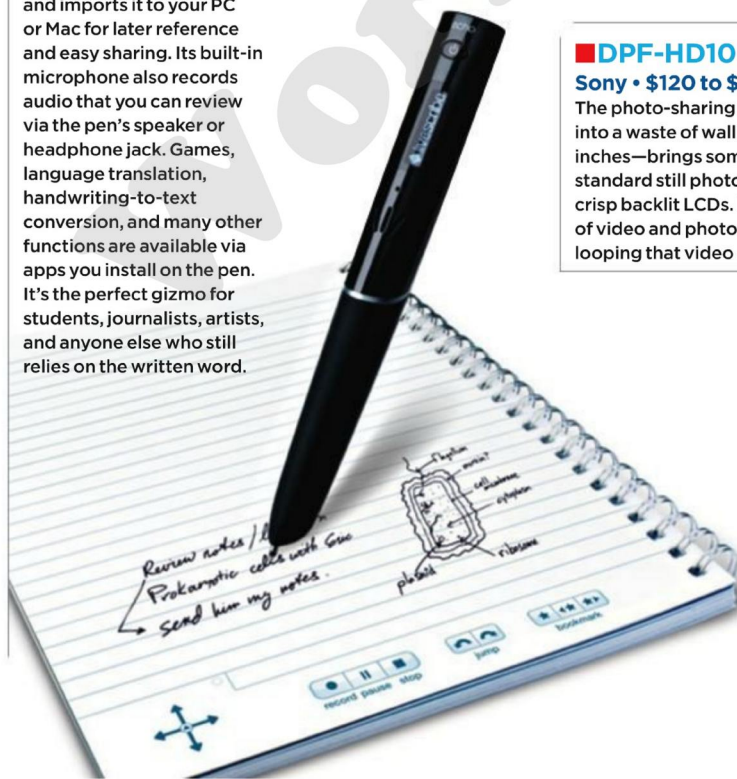 and imports it to your PC
or Mac for later reference
and easy sharing. Its built-in
microphone also records
audio that you can review
via the pen's speaker or
headphone jack. Games,
language translation,
handwriting-to-text
conversion, and many other
functions are available via
apps you install on the pen.
It's the perfect gizmo for
students, journalists, artists,
and anyone else who still
relies on the written word.
DPF-HD10
Sony • $120 to $
The photo-sharing
into a waste of wall
inches—brings som
standard still photo
crisp backlit LCDs.
of video and photo
looping that video
echo
Review notes /
Prokaryotic cells with
send him my notes.
cell
membrane
cytoplasm
ribosome
plasmid
record pause stop
jump
bookmark